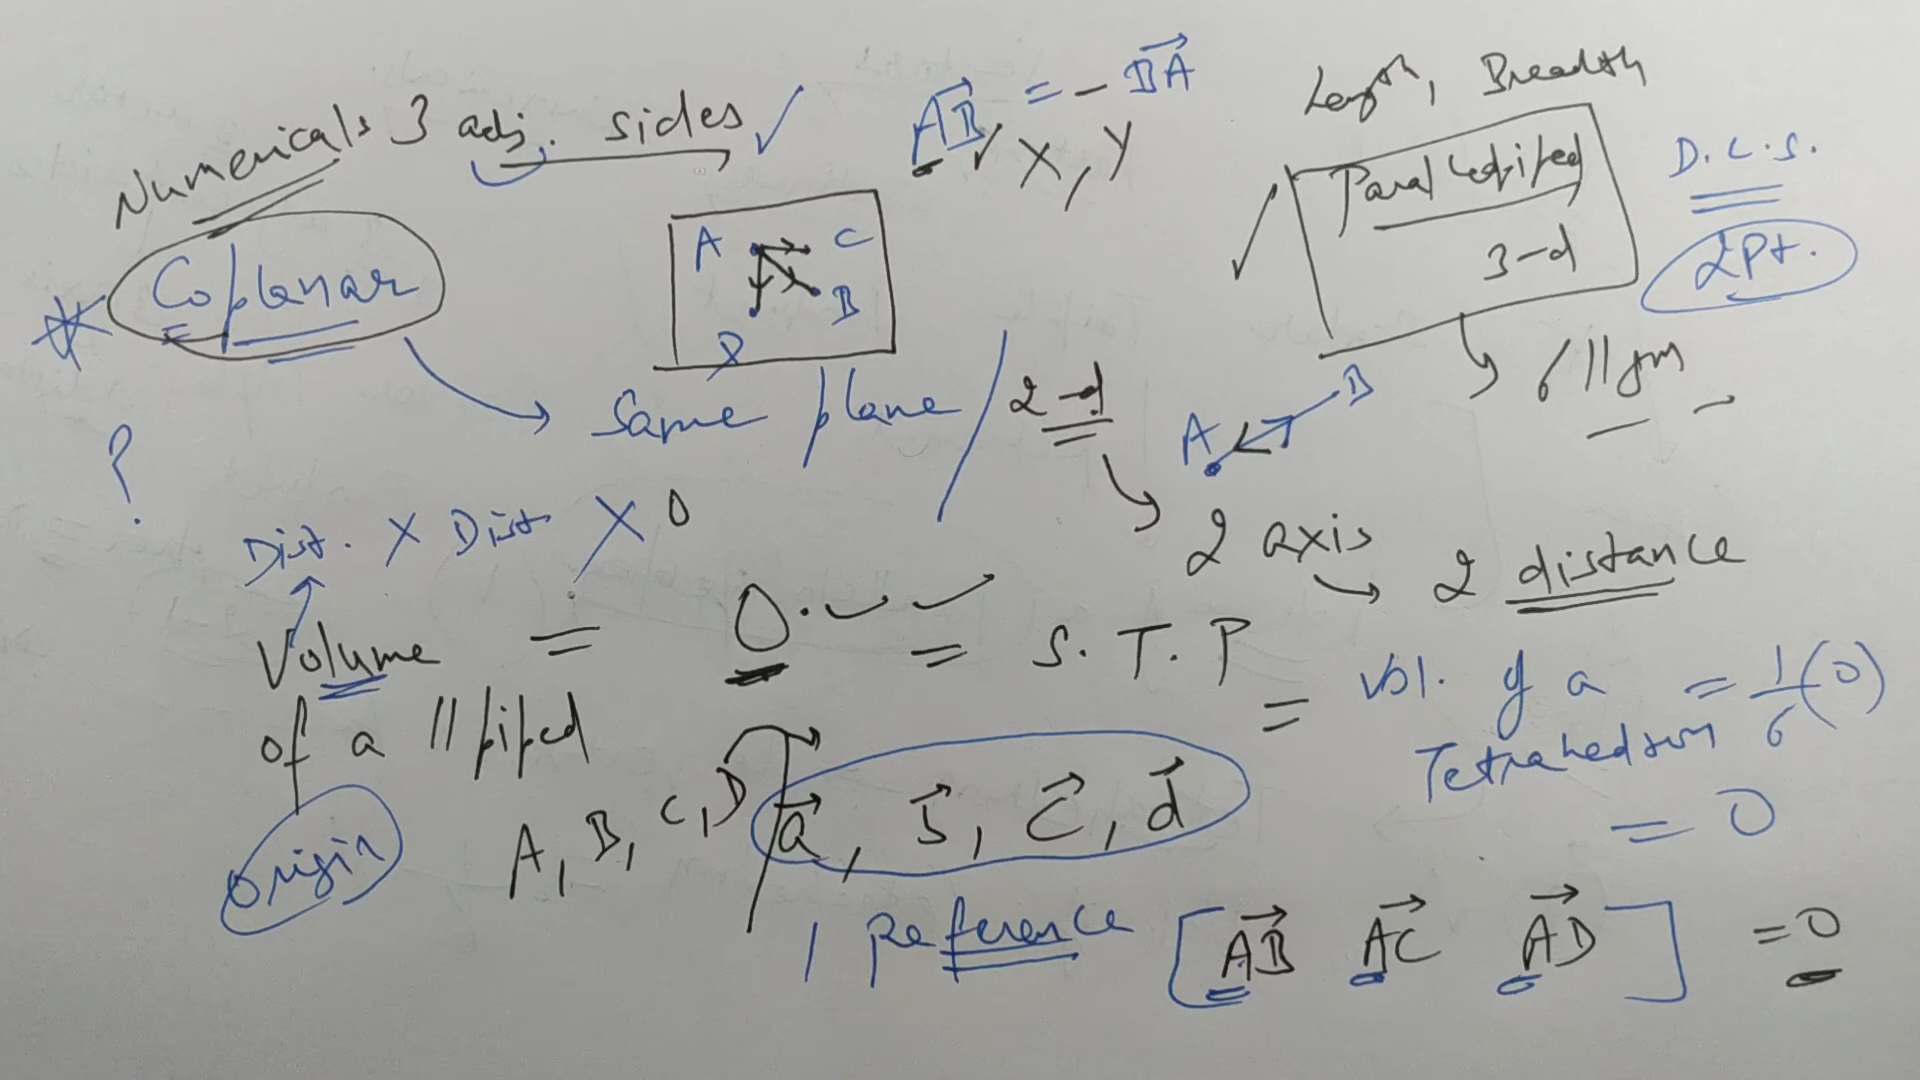 Numericals 3 adj. sides ✓
AB = - BA
✓ X, Y
Length, Breadth
Parallelopiped
3-d
D.C.S.
2 Pt.
Coplanar
A C
B
D
Same plane / 2-d
A B
6 ||gm
?
Dist. X Dist X 0
2 axis → 2 distance
Volume = 0 = S.T.P
of a ||piped
= Vol. of a = 1/6 (0)
Tetrahedron
= 0
origin
A, B, C, D
a, b, c, d
1 Reference [AB AC AD] = 0